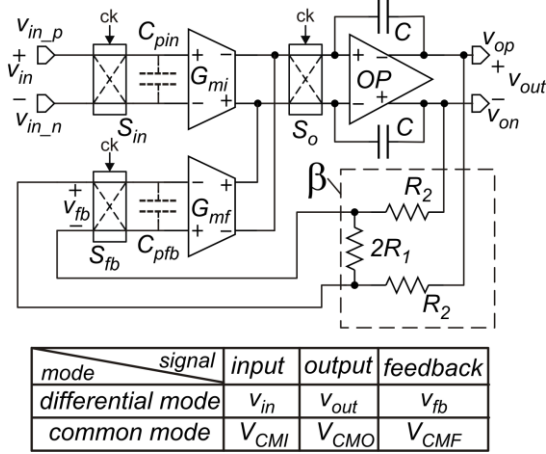 ck
v_in_p
v_in
v_in_n
+
−
C_pin
S_in
+
−
G_mi
−
+
S_o
ck
C
+
−
OP
−
+
C
v_op
+
v_out
−
v_on
ck
+
v_fb
−
S_fb
C_pfb
−
+
G_mf
−
+
β
R_2
2R_1
R_2
signal
mode
input
output
feedback
differential mode
v_in
v_out
v_fb
common mode
V_CMI
V_CMO
V_CMF